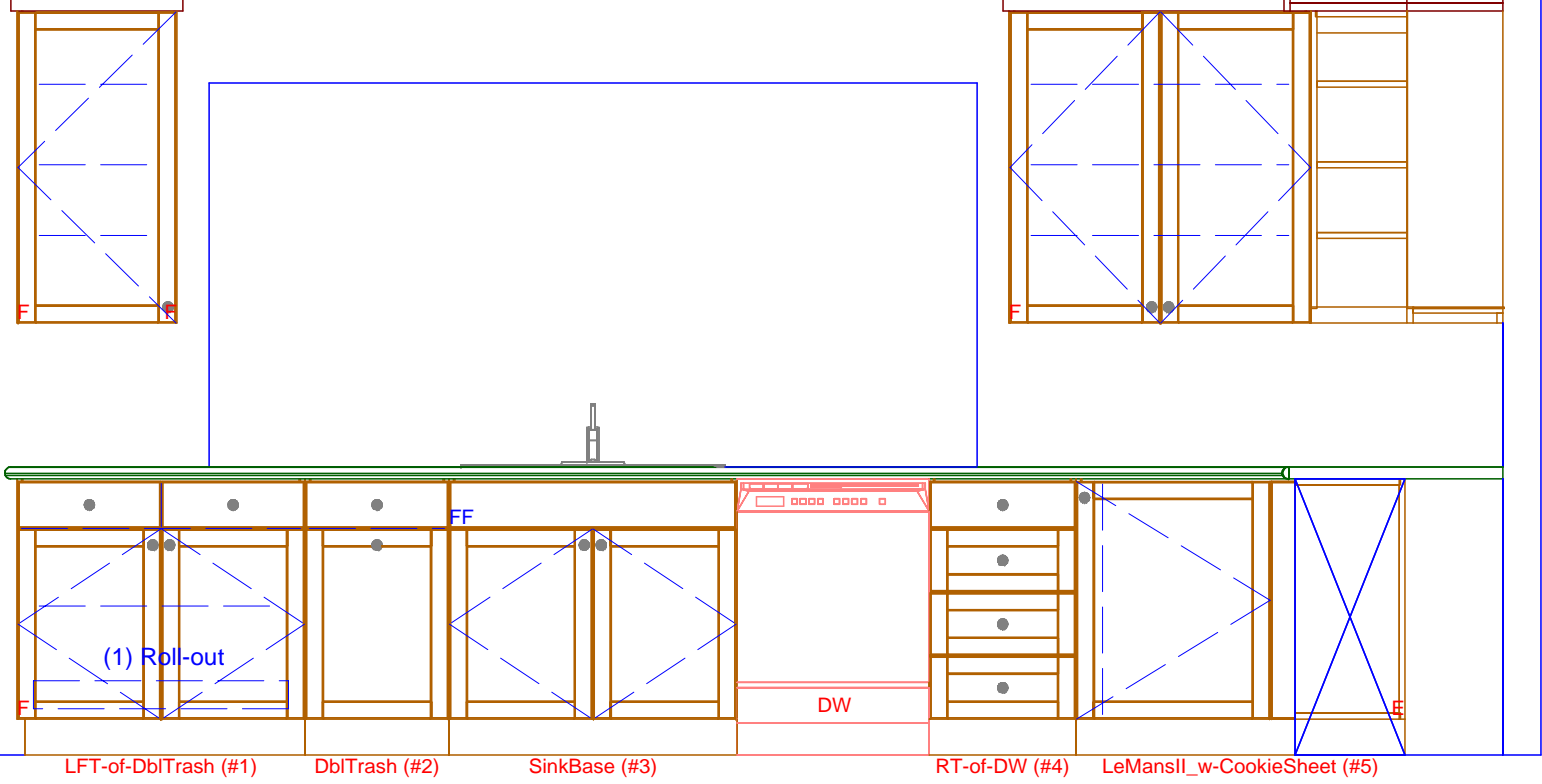 F
F
F
FF
(1) Roll-out
F
DW
E
LFT-of-DblTrash (#1)
DblTrash (#2)
SinkBase (#3)
RT-of-DW (#4)
LeMansII_w-CookieSheet (#5)